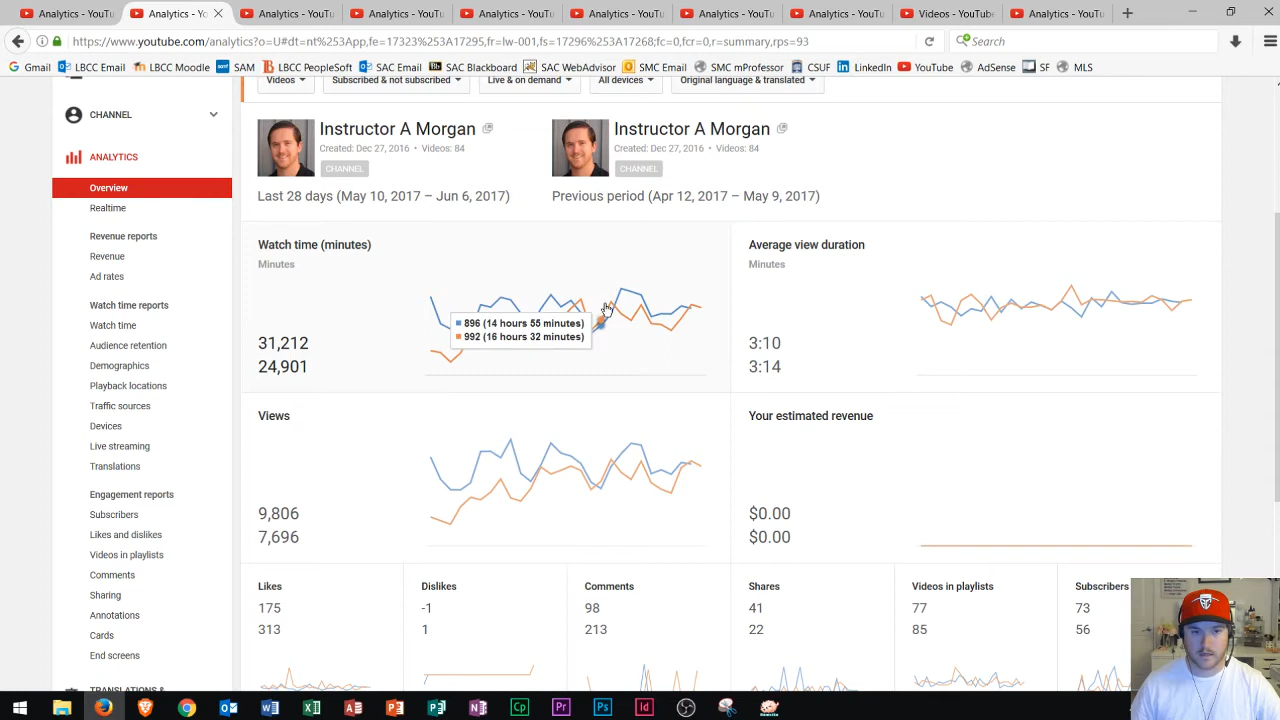 Analytics - YouTu
Analytics - YouT
Analytics - YouTu
Analytics - YouTu
Analytics - YouTu
Analytics - YouTu
Analytics - YouTu
Analytics - YouTu
Videos - YouTube
Analytics - YouTu
https://www.youtube.com/analytics?o=U#dt=nt%253App,fe=17323%253A17295,fr=lw-001,fs=17296%253A17268;fc=0,fcr=0,r=summary,rps=93
Search
Gmail LBCC Email LBCC Moodle SAM LBCC PeopleSoft SAC Email SAC Blackboard SAC WebAdvisor SMC Email SMC mProfessor CSUF LinkedIn YouTube AdSense SF MLS
Videos Subscribed & not subscribed Live & on demand All devices Original language & translated
CHANNEL
ANALYTICS
Overview
Realtime
Revenue reports
Revenue
Ad rates
Watch time reports
Watch time
Audience retention
Demographics
Playback locations
Traffic sources
Devices
Live streaming
Translations
Engagement reports
Subscribers
Likes and dislikes
Videos in playlists
Comments
Sharing
Annotations
Cards
End screens
TRANSLATIONS &
Instructor A Morgan
Created: Dec 27, 2016 • Videos: 84
CHANNEL
Last 28 days (May 10, 2017 – Jun 6, 2017)
Instructor A Morgan
Created: Dec 27, 2016 • Videos: 84
CHANNEL
Previous period (Apr 12, 2017 – May 9, 2017)
Watch time (minutes)
Minutes
31,212
24,901
896 (14 hours 55 minutes)
992 (16 hours 32 minutes)
Average view duration
Minutes
3:10
3:14
Views
9,806
7,696
Your estimated revenue
$0.00
$0.00
Likes
175
313
Dislikes
-1
1
Comments
98
213
Shares
41
22
Videos in playlists
77
85
Subscribers
73
56